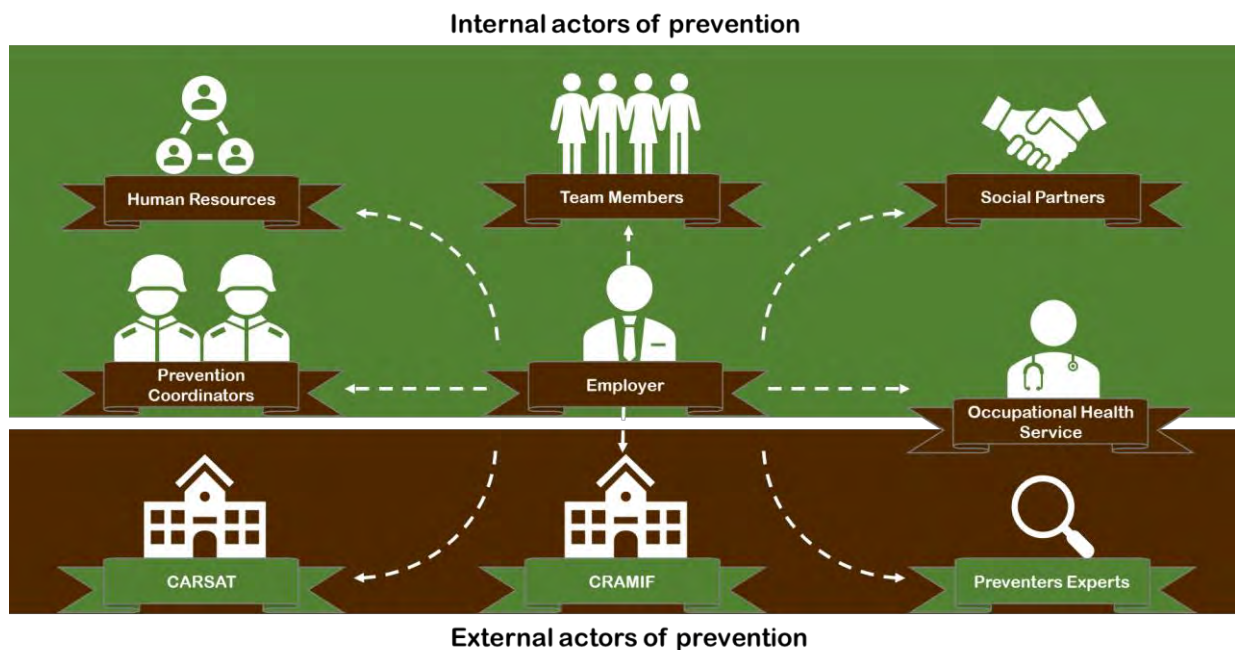 Internal actors of prevention
Human Resources
Team Members
Social Partners
Prevention
Coordinators
Employer
Occupational Health
Service
CARSAT
CRAMIF
Preventers Experts
External actors of prevention